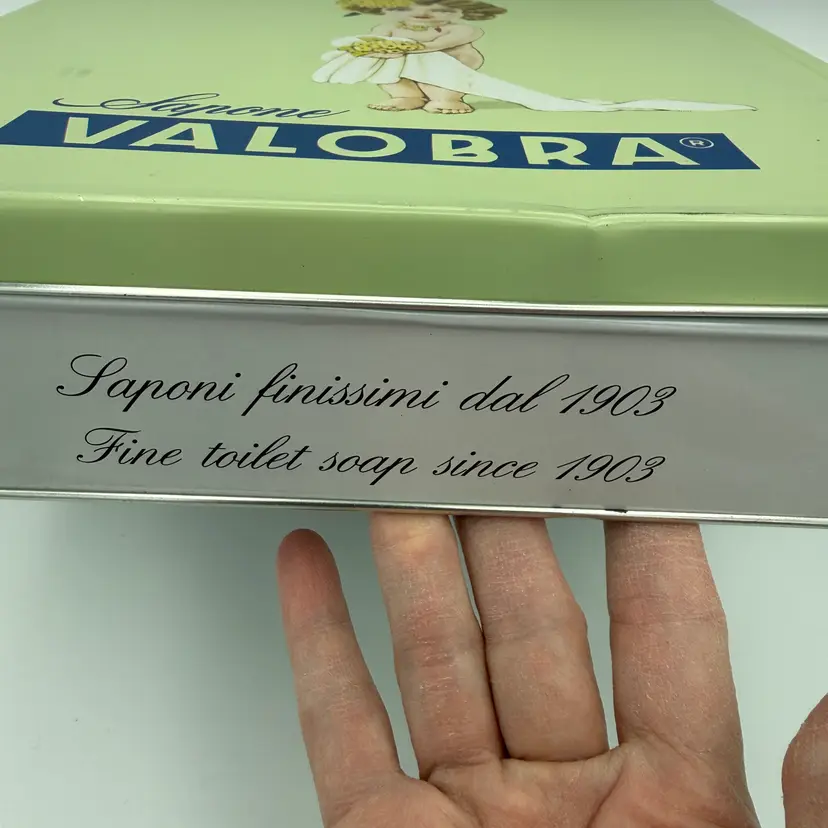 Sapone
VALOBRA®
Saponi finissimi dal 1903
Fine toilet soap since 1903